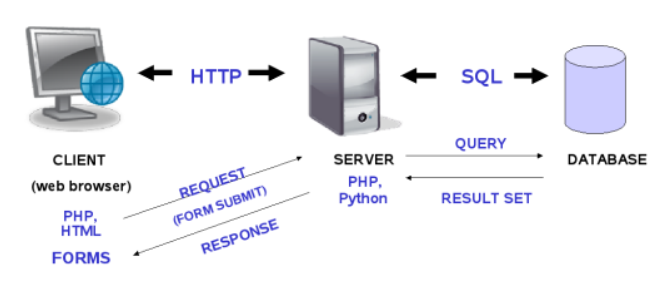 HTTP
SQL
CLIENT
(web browser)
PHP,
HTML
FORMS
REQUEST
(FORM SUBMIT)
RESPONSE
SERVER
PHP,
Python
QUERY
RESULT SET
DATABASE